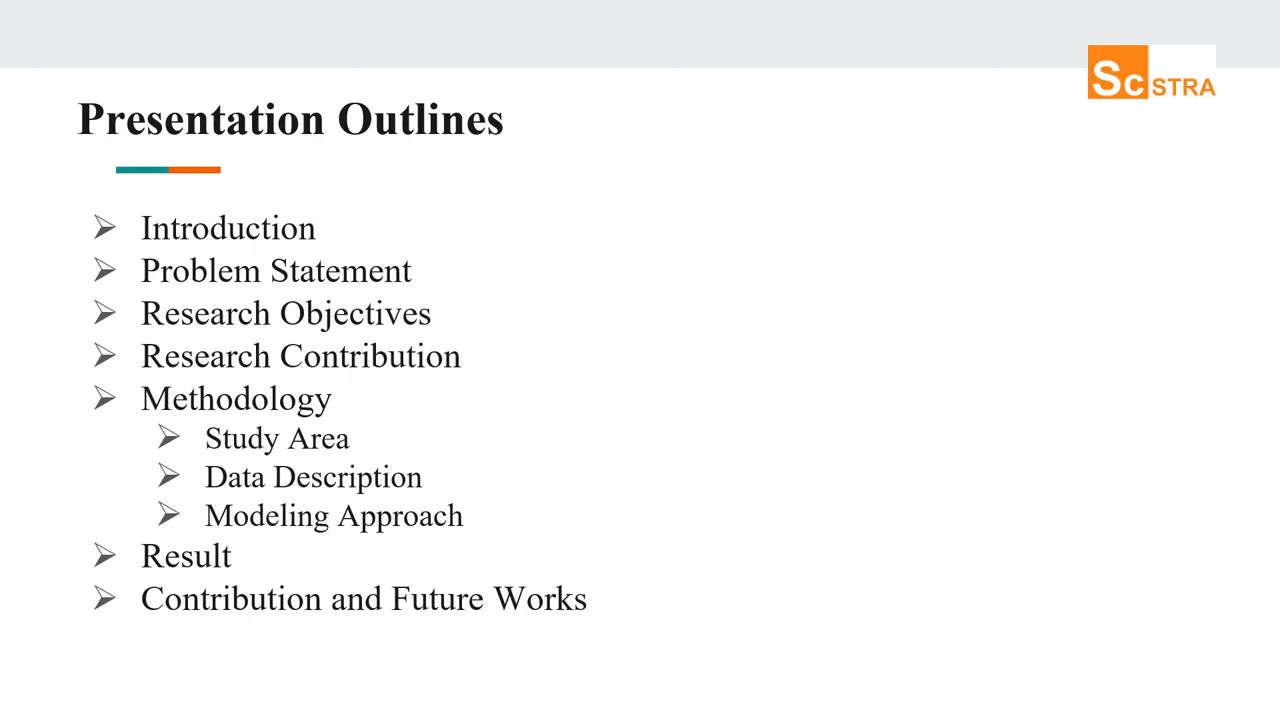 Sc STRA
Presentation Outlines
Introduction
Problem Statement
Research Objectives
Research Contribution
Methodology
Study Area
Data Description
Modeling Approach
Result
Contribution and Future Works